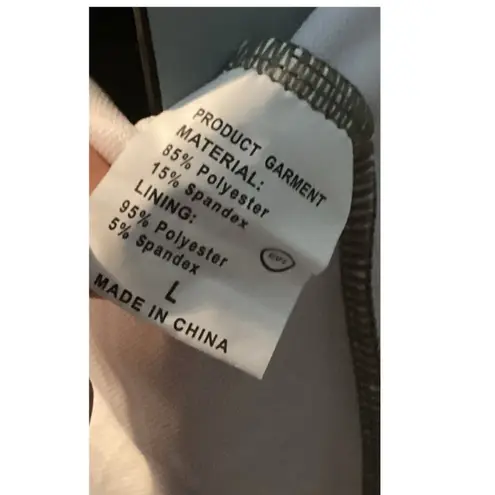 PRODUCT GARMENT
MATERIAL:
85% Polyester
15% Spandex
LINING:
95% Polyester
5% Spandex
L
MADE IN CHINA